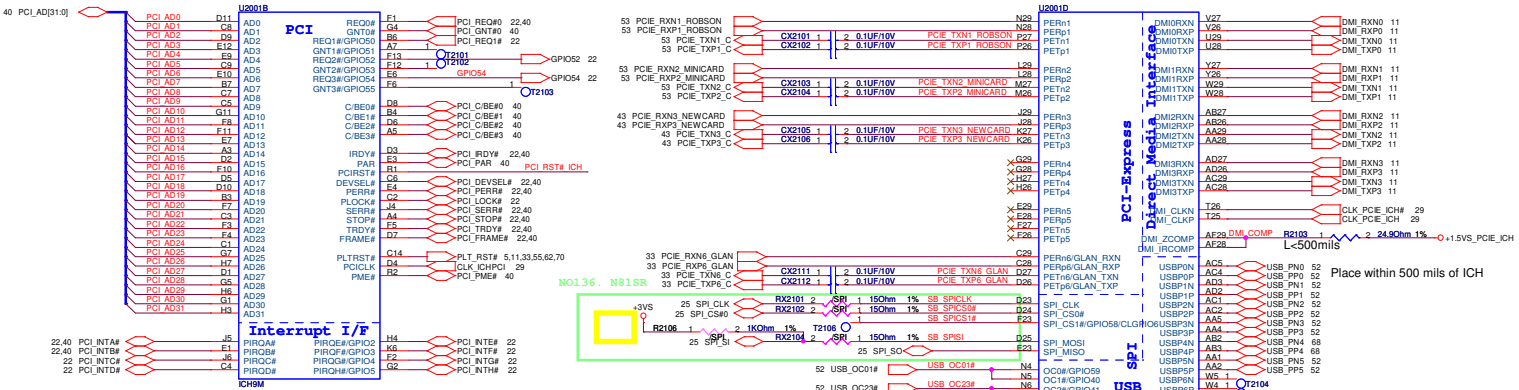 40 PCI_AD[31:0]
U2001B
PCI
PCI_AD0 D11 AD0
PCI_AD1 C8 AD1
PCI_AD2 D9 AD2
PCI_AD3 E12 AD3
PCI_AD4 E9 AD4
PCI_AD5 C9 AD5
PCI_AD6 E10 AD6
PCI_AD7 B7 AD7
PCI_AD8 C7 AD8
PCI_AD9 C5 AD9
PCI_AD10 G11 AD10
PCI_AD11 F8 AD11
PCI_AD12 F11 AD12
PCI_AD13 E7 AD13
PCI_AD14 A3 AD14
PCI_AD15 D2 AD15
PCI_AD16 F10 AD16
PCI_AD17 D5 AD17
PCI_AD18 D10 AD18
PCI_AD19 B3 AD19
PCI_AD20 F7 AD20
PCI_AD21 C3 AD21
PCI_AD22 F3 AD22
PCI_AD23 F4 AD23
PCI_AD24 C1 AD24
PCI_AD25 G7 AD25
PCI_AD26 H7 AD26
PCI_AD27 D1 AD27
PCI_AD28 G5 AD28
PCI_AD29 H6 AD29
PCI_AD30 G1 AD30
PCI_AD31 H3 AD31
REQ0# F1 PCI_REQ#0 22,40
GNT0# G4 PCI_GNT#0 40
REQ1#/GPIO50 B6 PCI_REQ1# 22
GNT1#/GPIO51 A7 1 T2101
REQ2#/GPIO52 F13 GPIO52 22
GNT2#/GPIO53 F12 1 T2102
REQ3#/GPIO54 E6 GPIO54 GPIO54 22
GNT3#/GPIO55 F6 1 T2103
C/BE0# D8 PCI_C/BE#0 40
C/BE1# B4 PCI_C/BE#1 40
C/BE2# D6 PCI_C/BE#2 40
C/BE3# A5 PCI_C/BE#3 40
IRDY# D3 PCI_IRDY# 22,40
PAR E3 PCI_PAR 40
PCIRST# R1 PCI_RST#_ICH
DEVSEL# C6 PCI_DEVSEL# 22,40
PERR# E4 PCI_PERR# 22,40
PLOCK# C2 PCI_LOCK# 22
SERR# J4 PCI_SERR# 22,40
STOP# A4 PCI_STOP# 22,40
TRDY# F5 PCI_TRDY# 22,40
FRAME# D7 PCI_FRAME# 22,40
PLTRST# C14 PLT_RST# 5,11,33,55,62,70
PCICLK D4 CLK_ICHPCI 29
PME# R2 PCI_PME# 40
Interrupt I/F
22,40 PCI_INTA# J5 PIRQA# PIRQE#/GPIO2 H4 PCI_INTE# 22
22,40 PCI_INTB# E1 PIRQB# PIRQF#/GPIO3 K6 PCI_INTF# 22
22 PCI_INTC# J6 PIRQC# PIRQG#/GPIO4 F2 PCI_INTG# 22
22 PCI_INTD# C4 PIRQD# PIRQH#/GPIO5 G2 PCI_INTH# 22
ICH9M
U2001D
PCI-Express
Direct Media Interface
53 PCIE_RXN1_ROBSON N29 PERn1
53 PCIE_RXP1_ROBSON N28 PERp1
53 PCIE_TXN1_C CX2101 1 2 0.1UF/10V PCIE_TXN1_ROBSON P27 PETn1
53 PCIE_TXP1_C CX2102 1 2 0.1UF/10V PCIE_TXP1_ROBSON P26 PETp1
53 PCIE_RXN2_MINICARD L29 PERn2
53 PCIE_RXP2_MINICARD L28 PERp2
53 PCIE_TXN2_C CX2103 1 2 0.1UF/10V PCIE_TXN2_MINICARD M27 PETn2
53 PCIE_TXP2_C CX2104 1 2 0.1UF/10V PCIE_TXP2_MINICARD M26 PETp2
43 PCIE_RXN3_NEWCARD J29 PERn3
43 PCIE_RXP3_NEWCARD J28 PERp3
43 PCIE_TXN3_C CX2105 1 2 0.1UF/10V PCIE_TXN3_NEWCARD K27 PETn3
43 PCIE_TXP3_C CX2106 1 2 0.1UF/10V PCIE_TXP3_NEWCARD K26 PETp3
G29 PERn4
G28 PERp4
H27 PETn4
H26 PETp4
E29 PERn5
E28 PERp5
F27 PETn5
F26 PETp5
33 PCIE_RXN6_GLAN C29 PERn6/GLAN_RXN
33 PCIE_RXP6_GLAN C28 PERp6/GLAN_RXP
33 PCIE_TXN6_C CX2111 1 2 0.1UF/10V PCIE_TXN6_GLAN D27 PETn6/GLAN_TXN
33 PCIE_TXP6_C CX2112 1 2 0.1UF/10V PCIE_TXP6_GLAN D26 PETp6/GLAN_TXP
NO136. N81SR
+3VS
25 SPI_CLK RX2101 2 SPI 1 15Ohm 1% SB_SPICLK D23 SPI_CLK
25 SPI_CS#0 RX2102 2 SPI 1 15Ohm 1% SB_SPICS0# D24 SPI_CS0#
T2106 1 SB_SPICS1# F23 SPI_CS1#/GPIO58/CLGPIO6
R2106 1 SPI 2 1KOhm 1%
25 SPI_SI RX2104 2 SPI 1 15Ohm 1% SB_SPISI D25 SPI_MOSI
25 SPI_SO E23 SPI_MISO
SPI
52 USB_OC01# USB_OC01# N4 OC0#/GPIO59
N5 OC1#/GPIO40
52 USB_OC23# USB_OC23# N6
USB
DMI0RXN V27 DMI_RXN0 11
DMI0RXP V26 DMI_RXP0 11
DMI0TXN U29 DMI_TXN0 11
DMI0TXP U28 DMI_TXP0 11
DMI1RXN Y27 DMI_RXN1 11
DMI1RXP Y26 DMI_RXP1 11
DMI1TXN W29 DMI_TXN1 11
DMI1TXP W28 DMI_TXP1 11
DMI2RXN AB27 DMI_RXN2 11
DMI2RXP AB26 DMI_RXP2 11
DMI2TXN AA29 DMI_TXN2 11
DMI2TXP AA28 DMI_TXP2 11
DMI3RXN AD27 DMI_RXN3 11
DMI3RXP AD26 DMI_RXP3 11
DMI3TXN AC29 DMI_TXN3 11
DMI3TXP AC28 DMI_TXP3 11
DMI_CLKN T26 CLK_PCIE_ICH# 29
DMI_CLKP T25 CLK_PCIE_ICH 29
DMI_ZCOMP AF29 DMI_COMP R2103 1 2 24.9Ohm 1% +1.5VS_PCIE_ICH
DMI_IRCOMP AF28 L<500mils
Place within 500 mils of ICH
USBP0N AC5 USB_PN0 52
USBP0P AC4 USB_PP0 52
USBP1N AD3 USB_PN1 52
USBP1P AD2 USB_PP1 52
USBP2N AC1 USB_PN2 52
USBP2P AC2 USB_PP2 52
USBP3N AA5 USB_PN3 52
USBP3P AA4 USB_PP3 52
USBP4N AB2 USB_PN4 68
USBP4P AB3 USB_PP4 68
USBP5N AA1 USB_PN5 52
USBP5P AA2 USB_PP5 52
USBP6N W5 1 T2104
W4 1